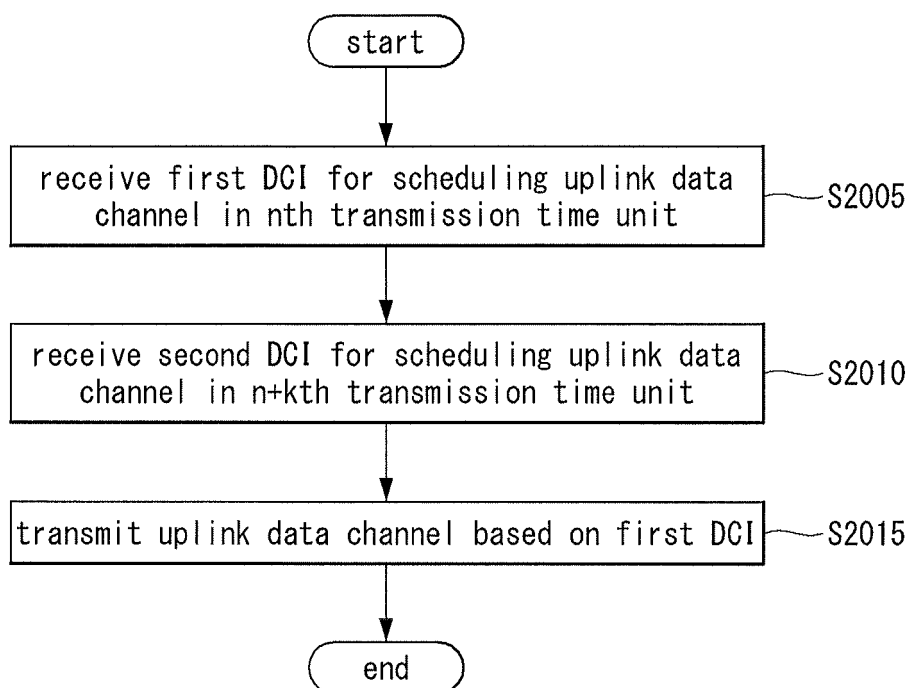 start
receive first DCI for scheduling uplink data
channel in nth transmission time unit
S2005
receive second DCI for scheduling uplink data
channel in n+kth transmission time unit
S2010
transmit uplink data channel based on first DCI
S2015
end